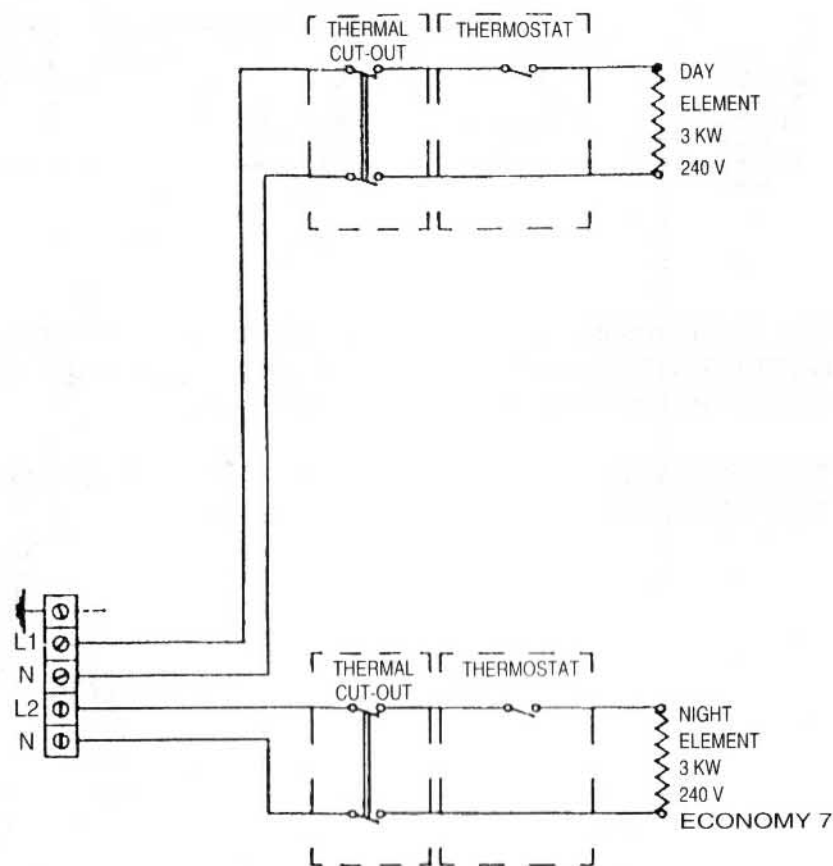 THERMAL
CUT-OUT
THERMOSTAT
DAY
ELEMENT
3 KW
240 V
L1
N
L2
N
THERMAL
CUT-OUT
THERMOSTAT
NIGHT
ELEMENT
3 KW
240 V
ECONOMY 7